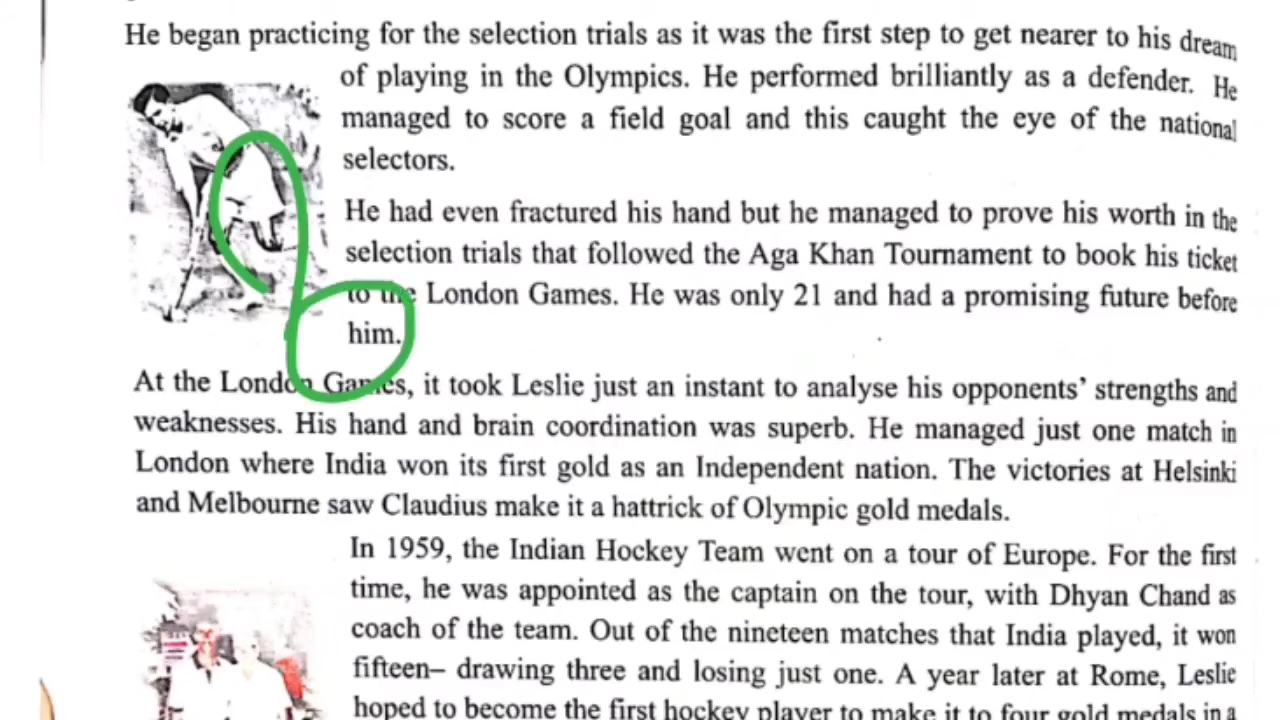 He began practicing for the selection trials as it was the first step to get nearer to his dream
of playing in the Olympics. He performed brilliantly as a defender. He
managed to score a field goal and this caught the eye of the national
selectors.
He had even fractured his hand but he managed to prove his worth in the
selection trials that followed the Aga Khan Tournament to book his ticket
to the London Games. He was only 21 and had a promising future before
him.
At the London Games, it took Leslie just an instant to analyse his opponents' strengths and
weaknesses. His hand and brain coordination was superb. He managed just one match in
London where India won its first gold as an Independent nation. The victories at Helsinki
and Melbourne saw Claudius make it a hattrick of Olympic gold medals.
In 1959, the Indian Hockey Team went on a tour of Europe. For the first
time, he was appointed as the captain on the tour, with Dhyan Chand as
coach of the team. Out of the nineteen matches that India played, it won
fifteen– drawing three and losing just one. A year later at Rome, Leslie
hoped to become the first hockey player to make it to four gold medals in a